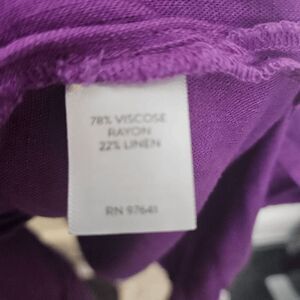 78% VISCOSE
RAYON
22% LINEN
RN 97641